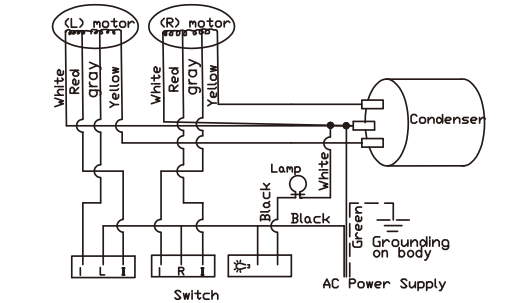 (L) motor
(R) motor
White
Red
gray
Yellow
White
Red
gray
Yellow
Condenser
Lamp
White
Black
Black
Green
Grounding
on body
I L II
I R II
AC Power Supply
Switch